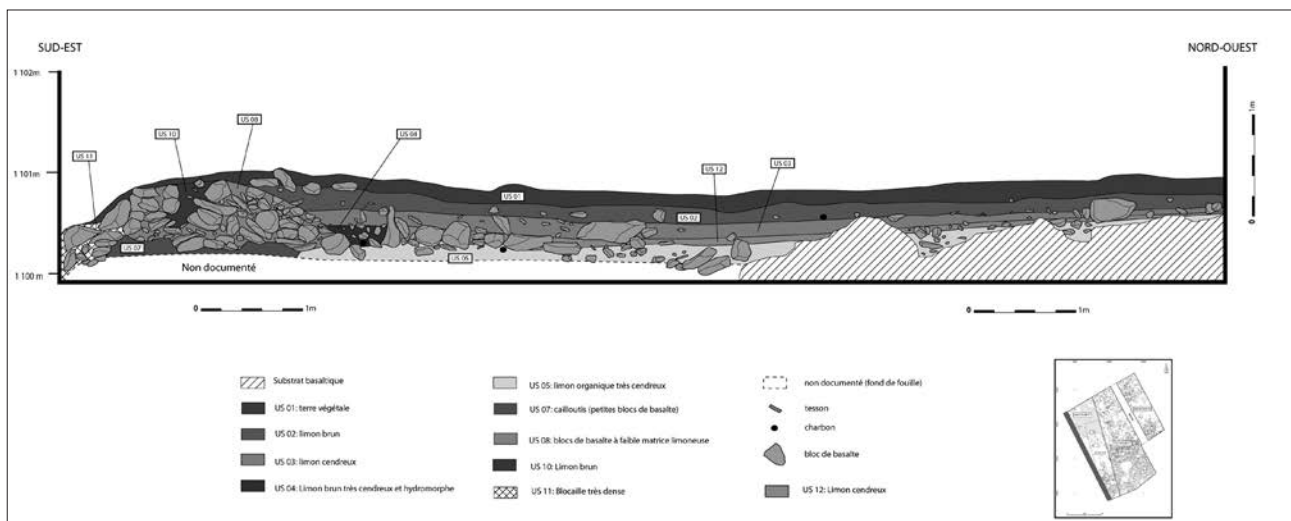 SUD-EST
NORD-OUEST
1 102m
1 101m
1 100 m
US 11
US 10
US 08
US 04
US 12
US 03
US 01
US 02
US 07
US 05
Non documenté
1m
0
0 1m
0 1m
Substrat basaltique
US 01: terre végétale
US 02: limon brun
US 03: limon cendreux
US 04: Limon brun très cendreux et hydromorphe
US 05: limon organique très cendreux
US 07: cailloutis (petites blocs de basalte)
US 08: blocs de basalte à faible matrice limoneuse
US 10: Limon brun
US 11: Blocaille très dense
non documenté (fond de fouille)
tesson
charbon
bloc de basalte
US 12: Limon cendreux